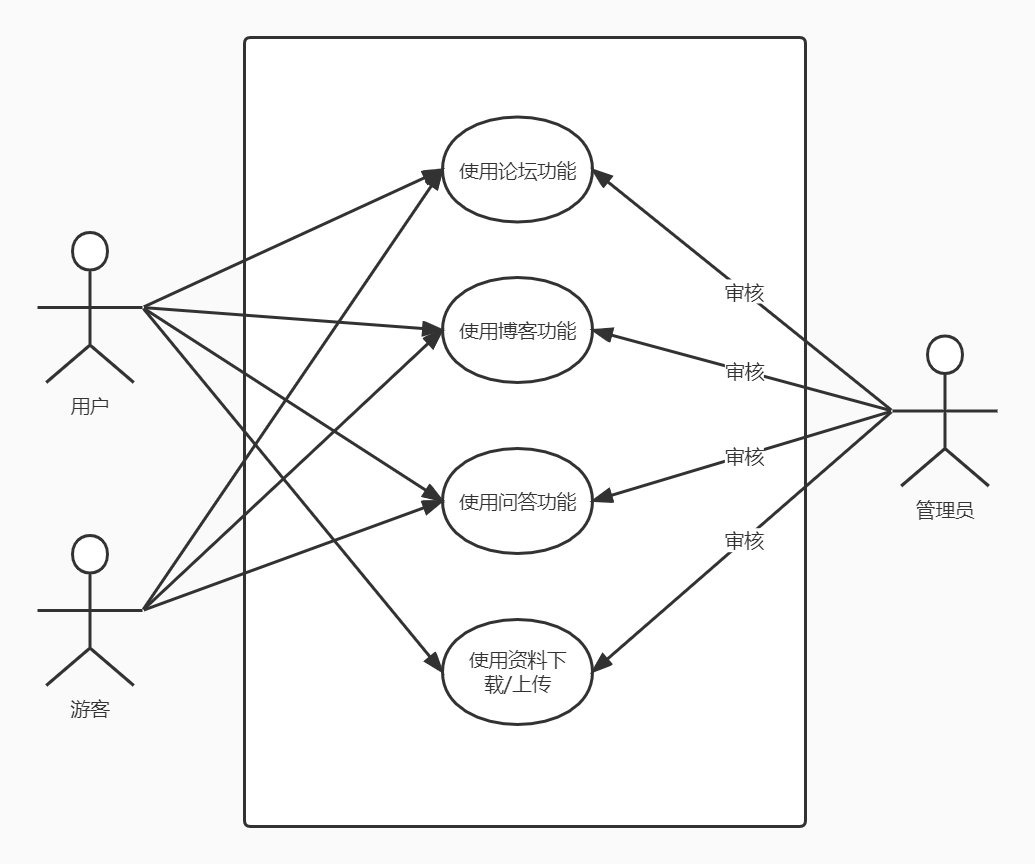 使用论坛功能
审核
使用博客功能
审核
用户
使用问答功能
审核
管理员
审核
使用资料下
载/上传
游客